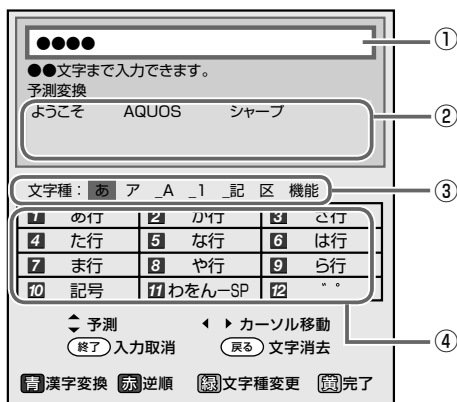 ●●●● ①
●●文字まで入力できます。
予測変換
ようこそ AQUOS シャープ ②
文字種： あ ア _A _1 _記 区 機能 ③
1 あ行 2 か行 3 さ行
4 た行 5 な行 6 は行
7 ま行 8 や行 9 ら行
10 記号 11 わをんーSP 12 ゛゜
④
予測 カーソル移動
終了 入力取消 戻る 文字消去
青 漢字変換 赤 逆順 緑 文字種変更 黄 完了